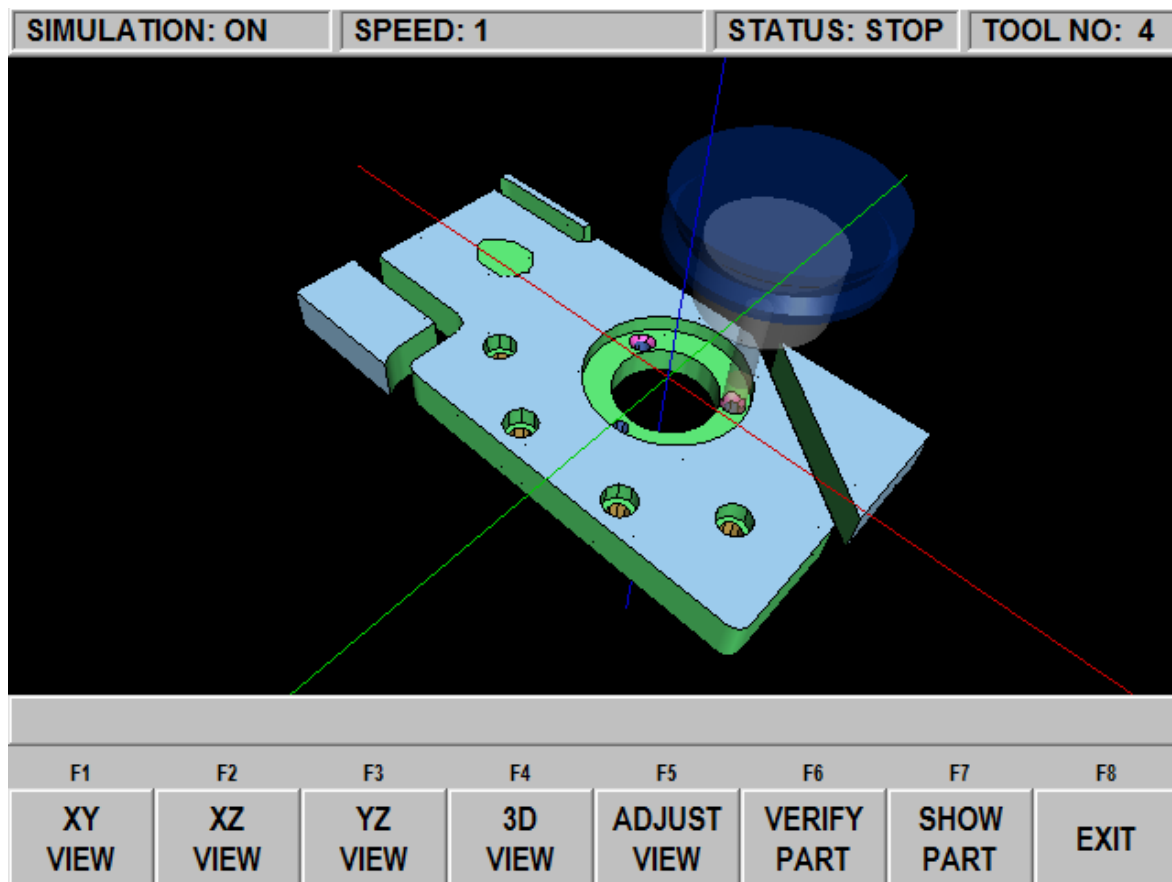 SIMULATION: ON SPEED: 1 STATUS: STOP TOOL NO: 4
F1 F2 F3 F4 F5 F6 F7 F8
XY VIEW
XZ VIEW
YZ VIEW
3D VIEW
ADJUST VIEW
VERIFY PART
SHOW PART
EXIT